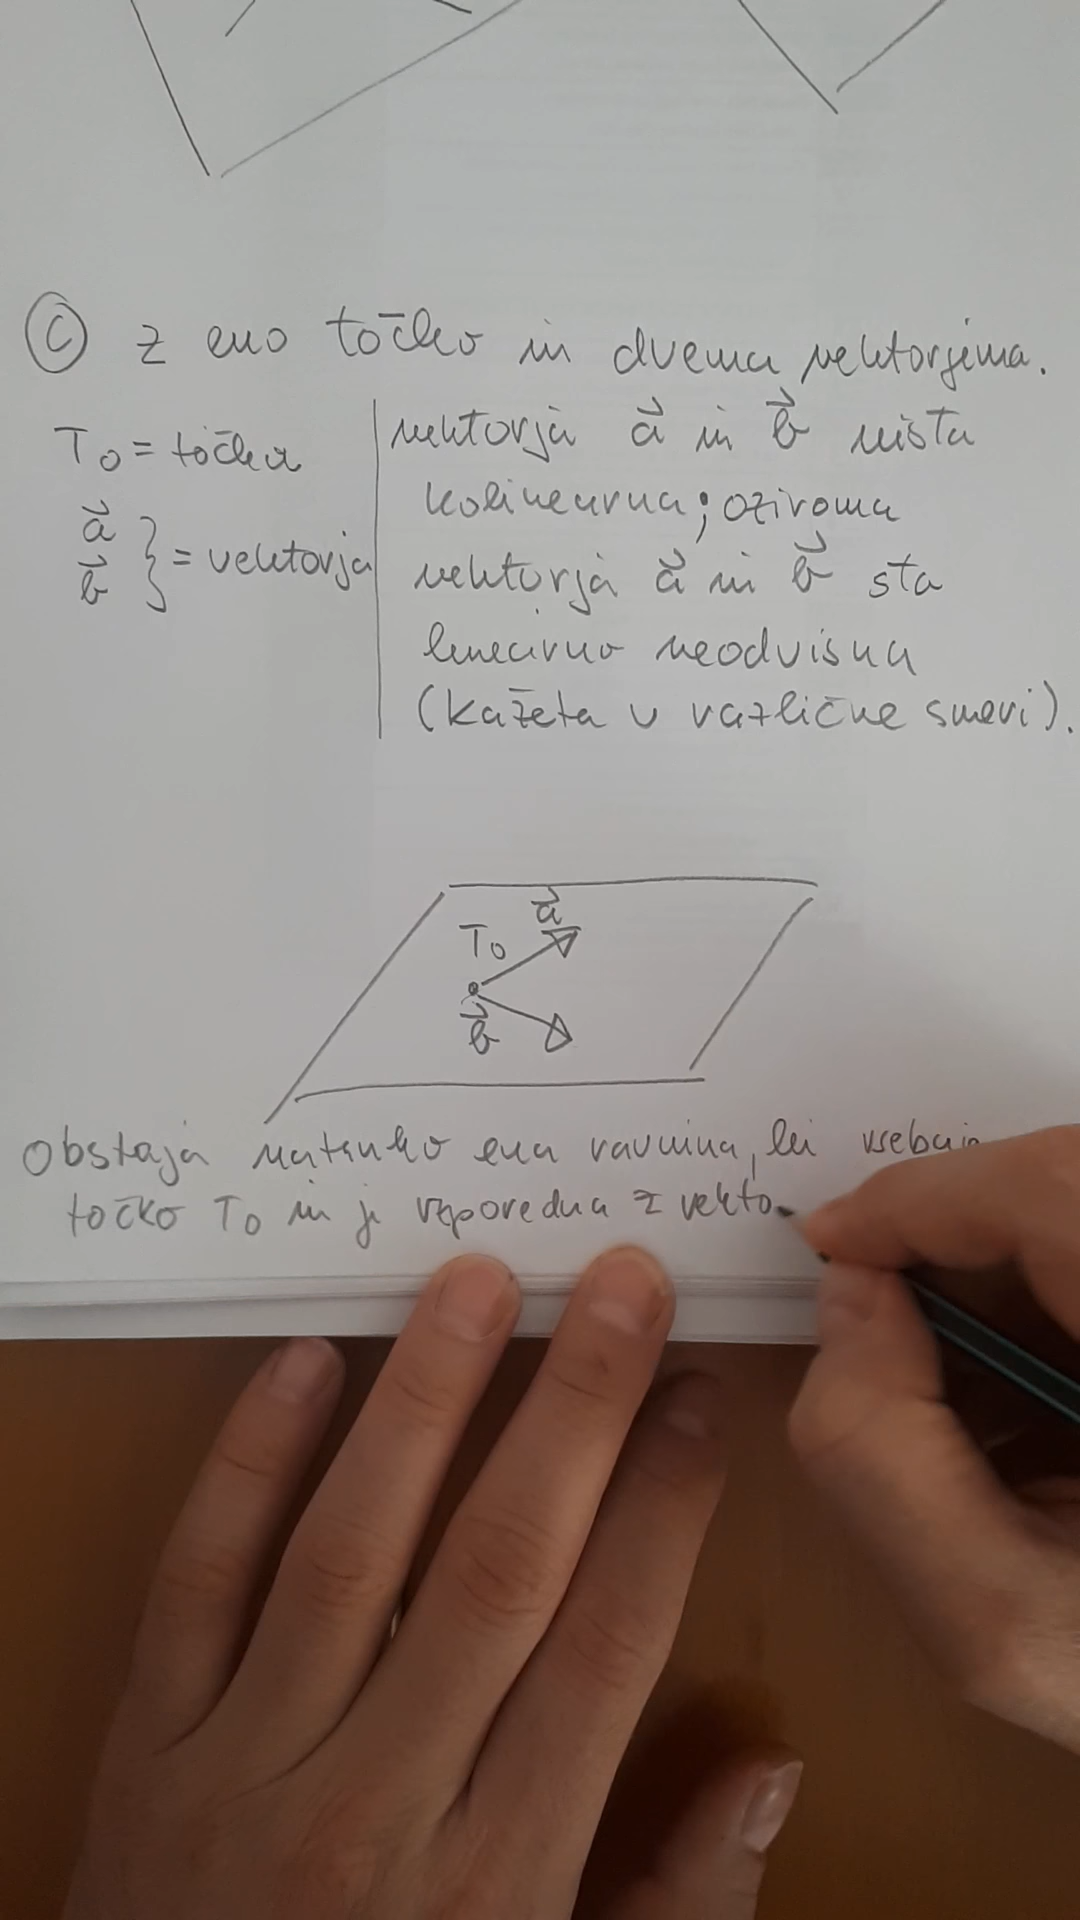 Ⓒ z eno točko in dvema vektorjema.
T₀ = točka
a⃗
b⃗ } = vektorja
vektorja a⃗ in b⃗ nista
kolinearna; oziroma
vektorja a⃗ in b⃗ sta
linearno neodvisna
(kažeta v različne smeri).
a⃗
T₀
b⃗
Obstaja natanko ena ravnina, ki vsebuje
točko T₀ in je vzporedna z vekto